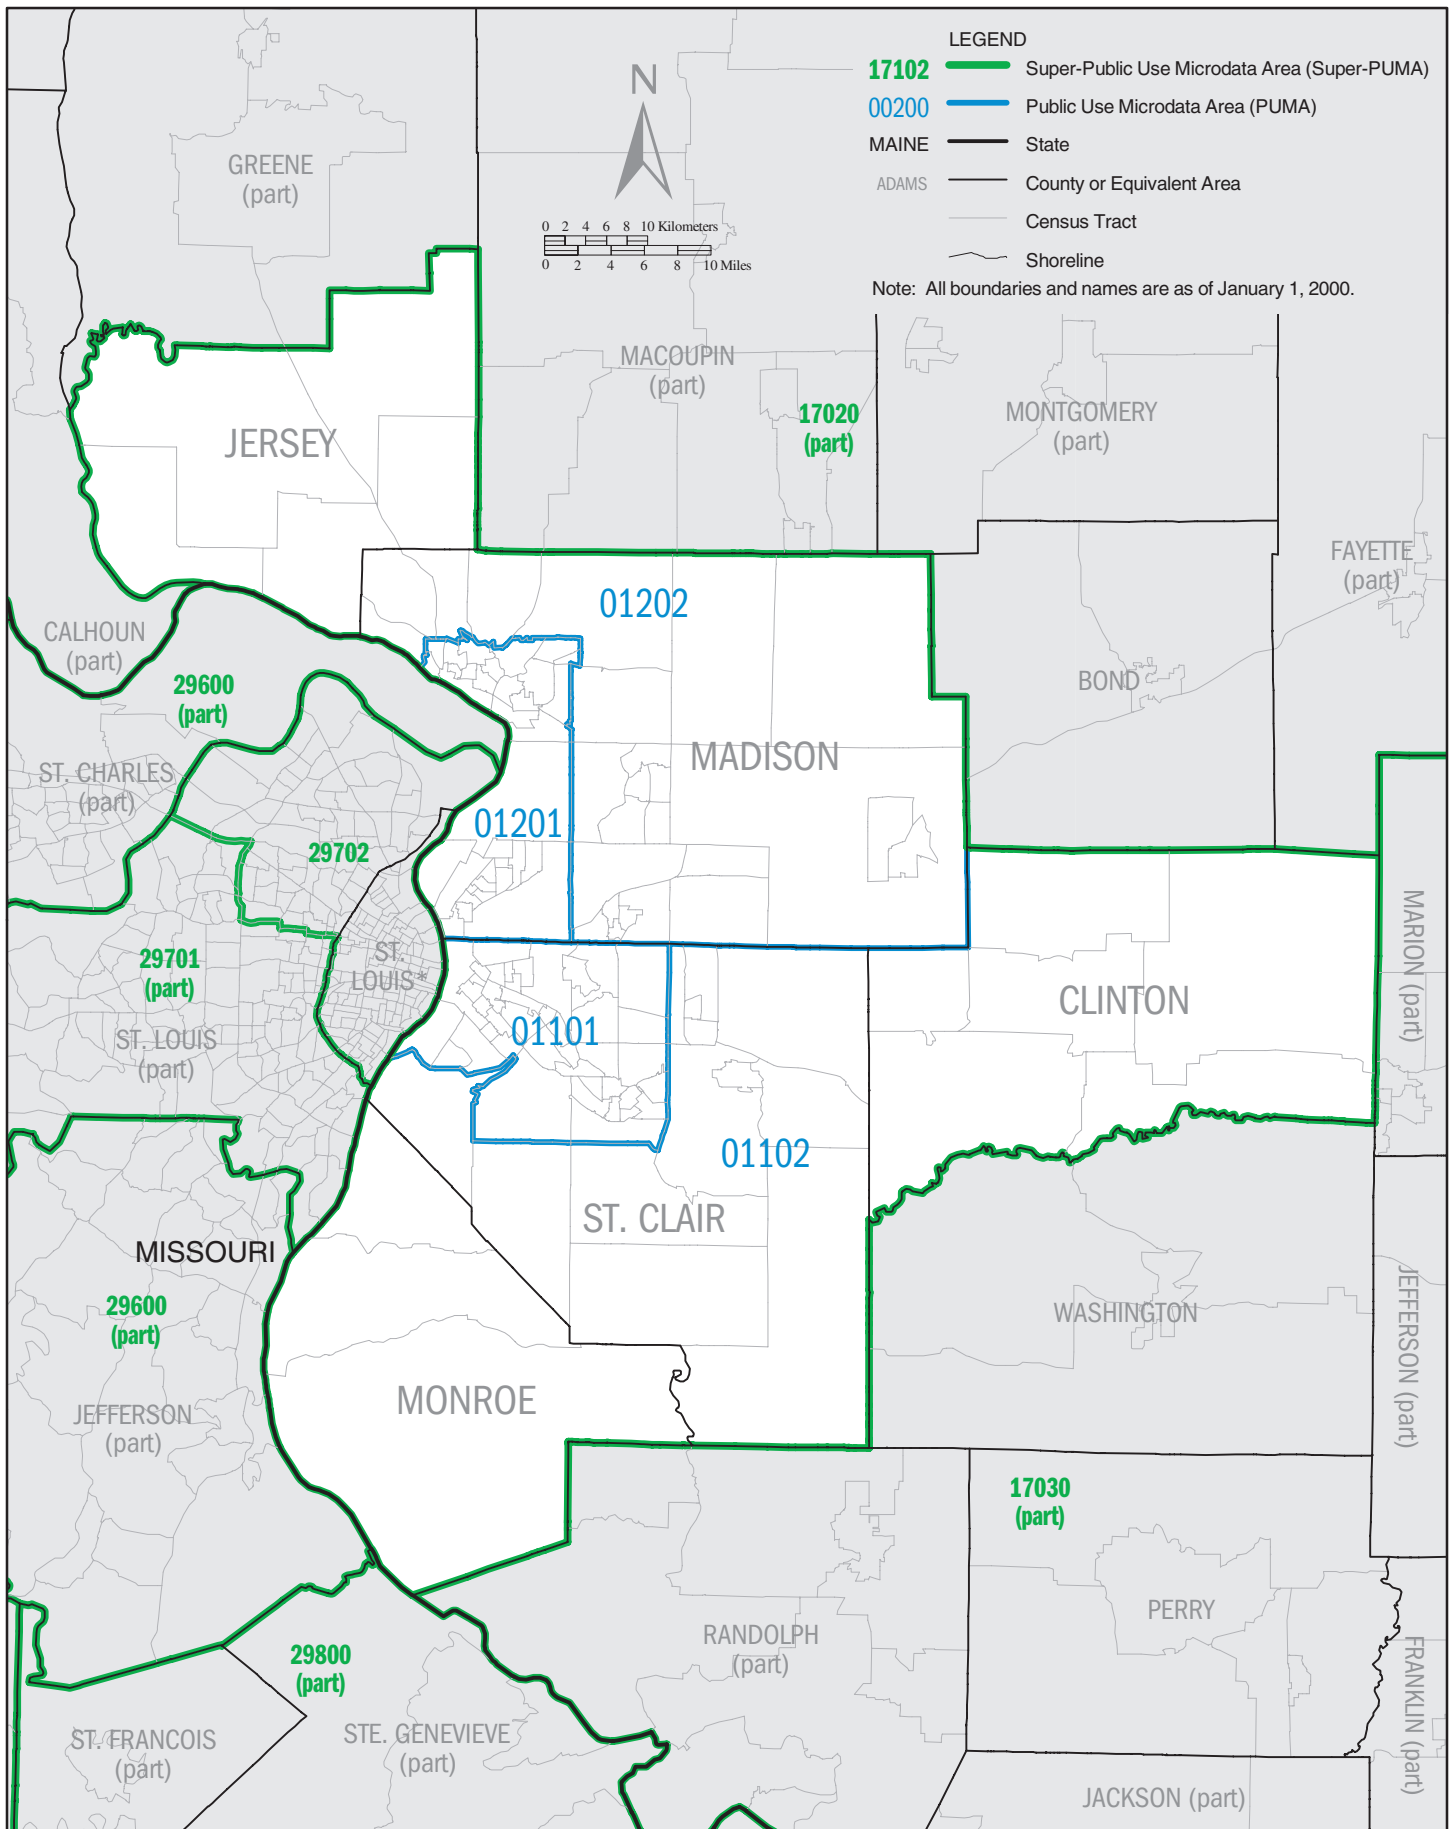 LEGEND
17102 Super-Public Use Microdata Area (Super-PUMA)
00200 Public Use Microdata Area (PUMA)
MAINE State
ADAMS County or Equivalent Area
Census Tract
Shoreline
Note: All boundaries and names are as of January 1, 2000.
N
0 2 4 6 8 10 Kilometers
0 2 4 6 8 10 Miles
GREENE
(part)
MACOUPIN
(part)
17020
(part)
MONTGOMERY
(part)
JERSEY
FAYETTE
(part)
01202
CALHOUN
(part)
29600
(part)
BOND
MADISON
ST. CHARLES
(part)
01201
29702
MARION (part)
29701
(part)
ST.
LOUIS*
CLINTON
01101
ST. LOUIS
(part)
01102
ST. CLAIR
MISSOURI
29600
(part)
WASHINGTON
JEFFERSON (part)
MONROE
JEFFERSON
(part)
17030
(part)
PERRY
RANDOLPH
(part)
29800
(part)
FRANKLIN (part)
ST. FRANCOIS
(part)
STE. GENEVIEVE
(part)
JACKSON (part)